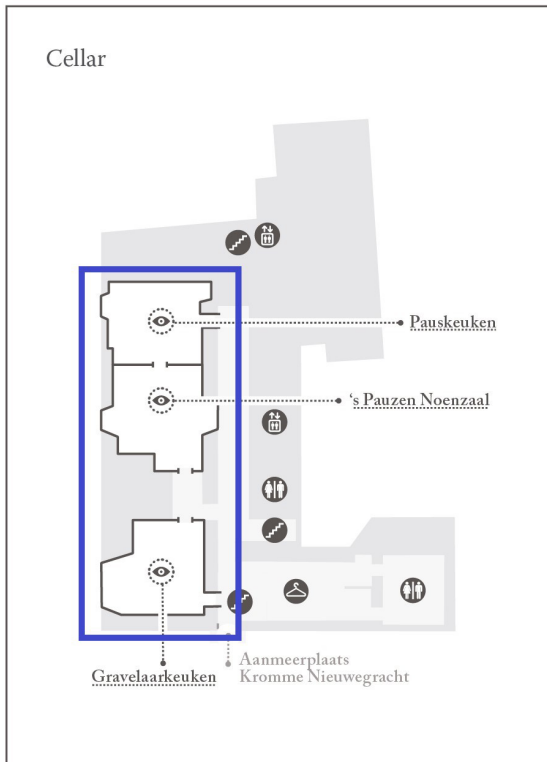 Cellar
Pauskeuken
‘s Pauzen Noenzaal
Aanmeerplaats
Kromme Nieuwegracht
Gravelaarkeuken